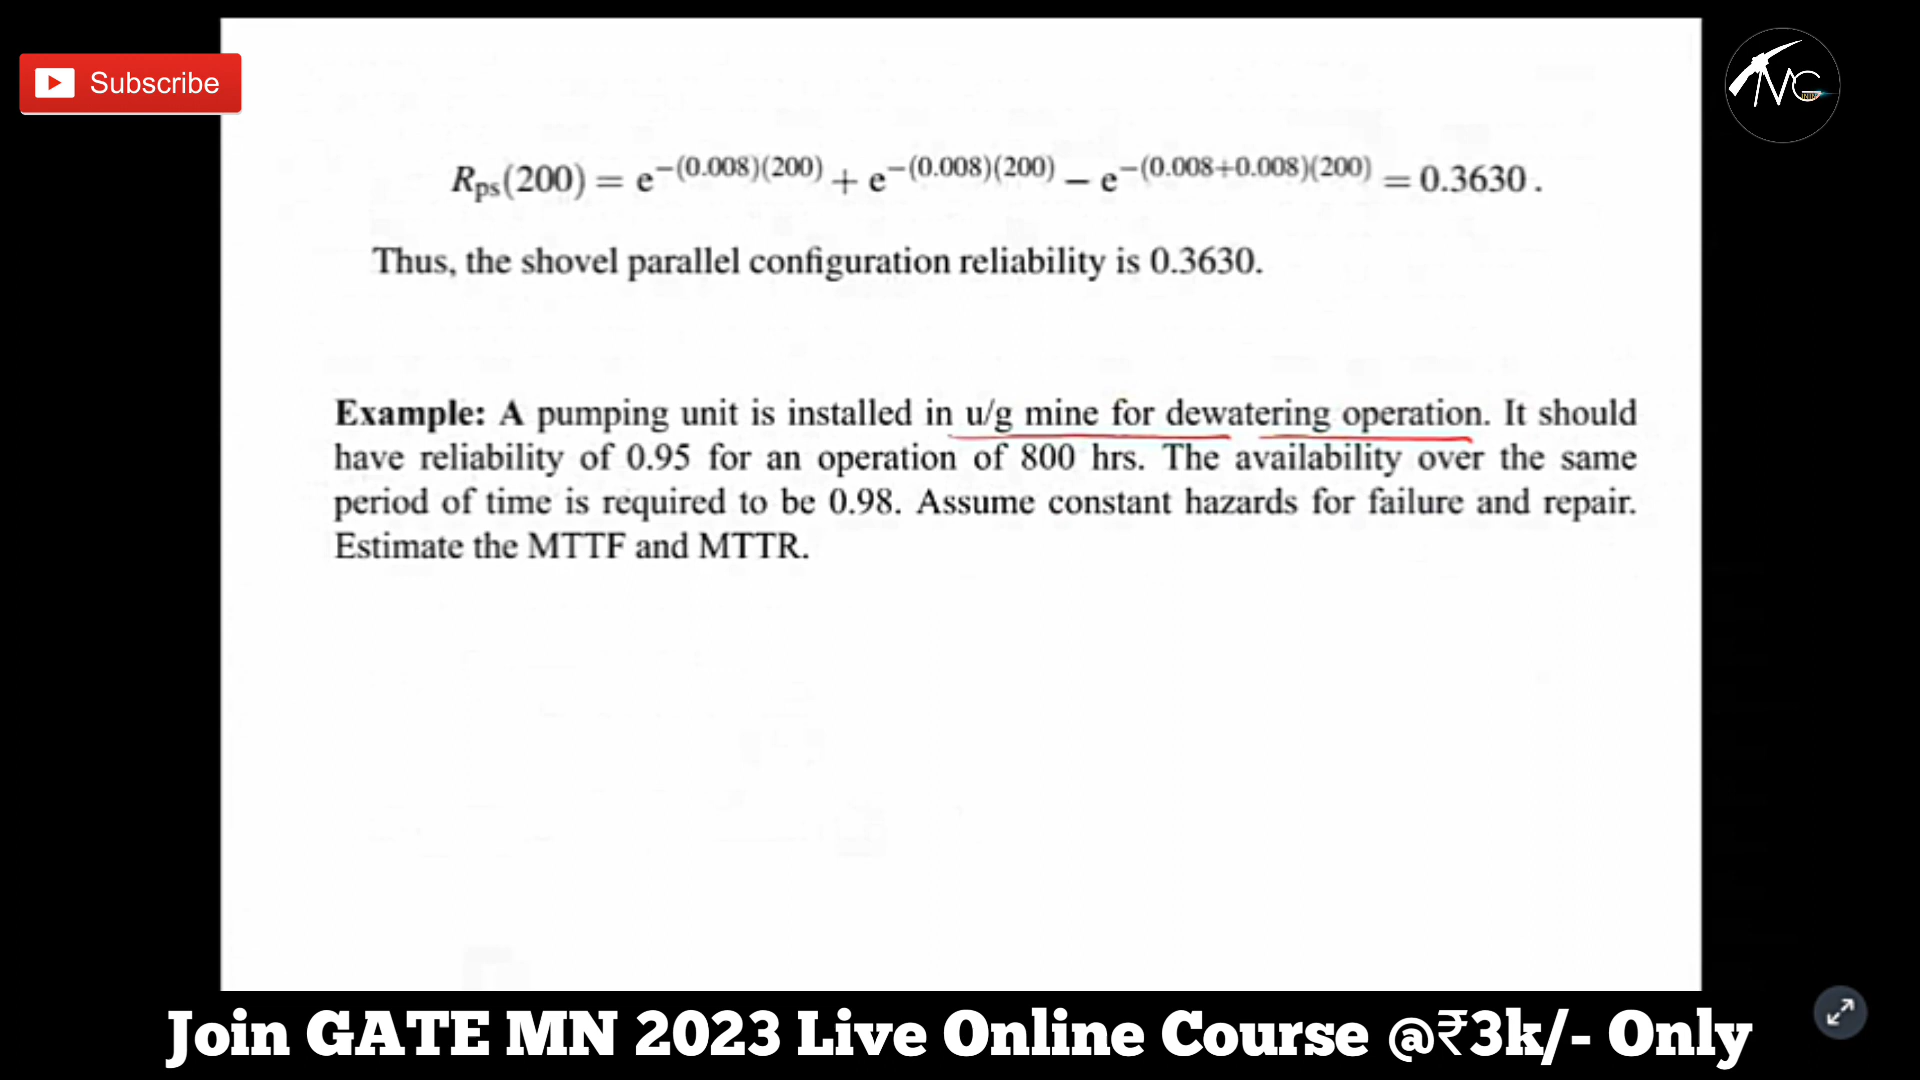 Subscribe
Rps(200) = e−(0.008)(200) + e−(0.008)(200) − e−(0.008+0.008)(200) = 0.3630 .
Thus, the shovel parallel configuration reliability is 0.3630.
Example: A pumping unit is installed in u/g mine for dewatering operation. It should
have reliability of 0.95 for an operation of 800 hrs. The availability over the same
period of time is required to be 0.98. Assume constant hazards for failure and repair.
Estimate the MTTF and MTTR.
Join GATE MN 2023 Live Online Course @₹3k/- Only